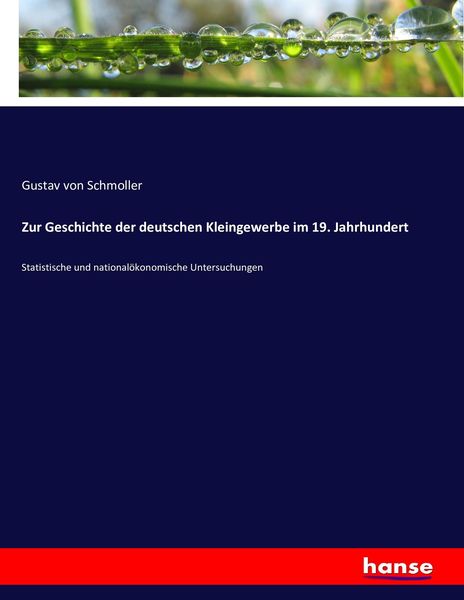 Gustav von Schmoller
Zur Geschichte der deutschen Kleingewerbe im 19. Jahrhundert
Statistische und nationalökonomische Untersuchungen
hanse